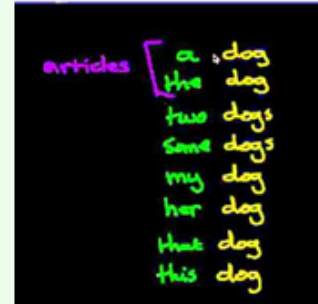 articles
a dog
the dog
two dogs
some dogs
my dog
her dog
that dog
this dog